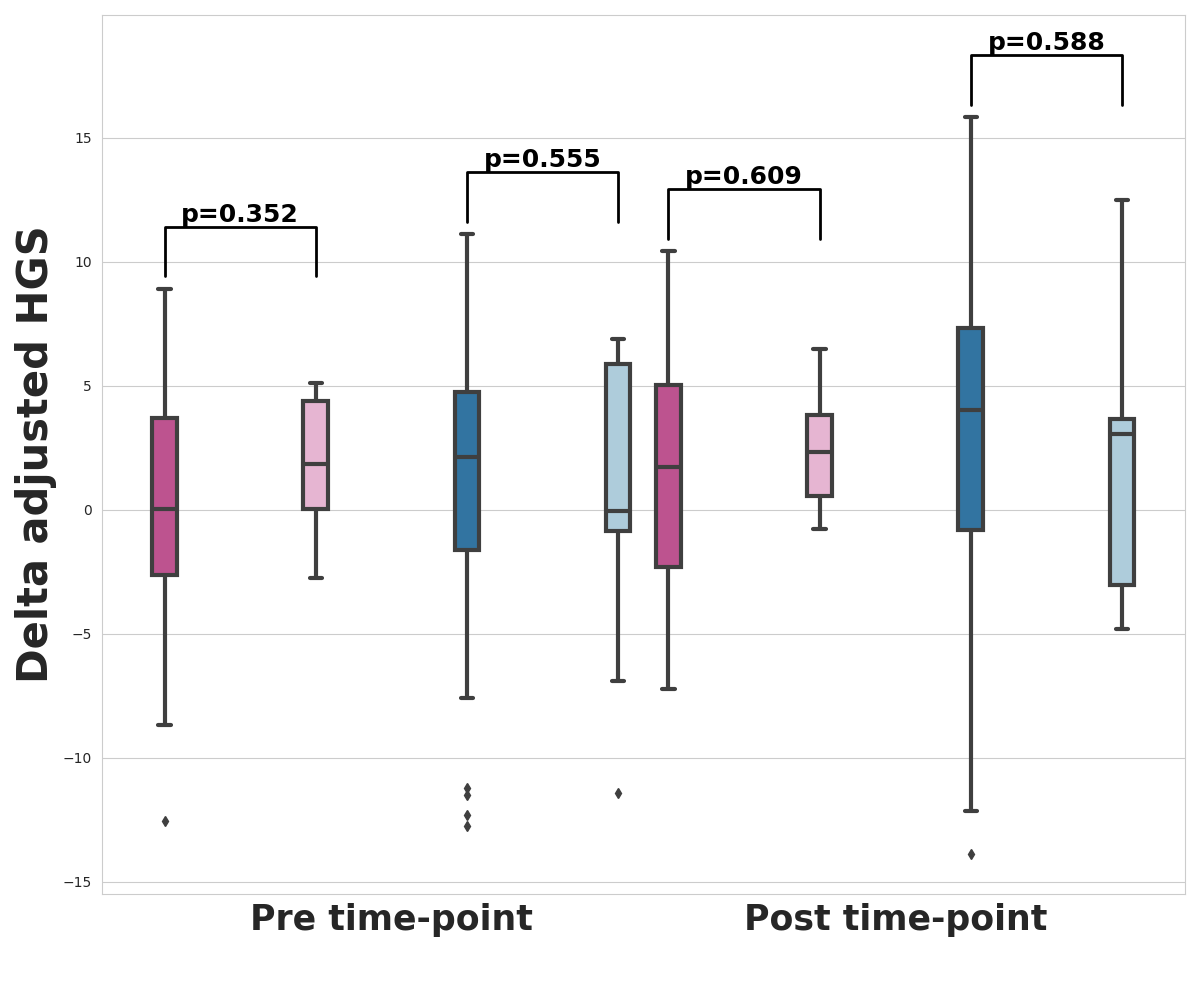 Delta adjusted HGS
15
10
5
0
−5
−10
−15
p=0.352
p=0.555
p=0.609
p=0.588
Pre time-point
Post time-point